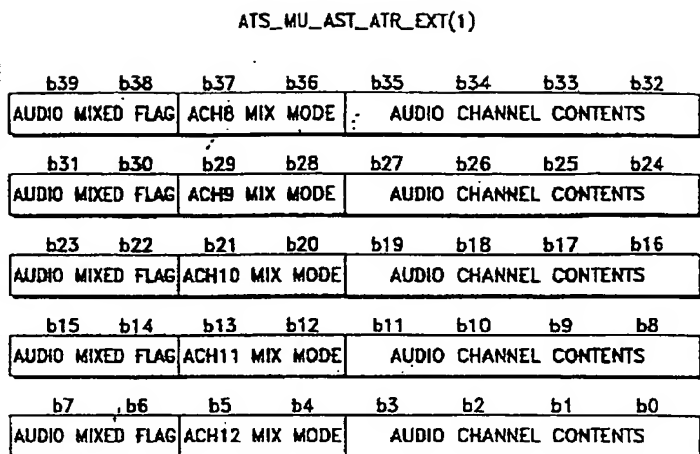 ATS_MU_AST_ATR_EXT(1)
b39 b38 b37 b36 b35 b34 b33 b32
AUDIO MIXED FLAG ACH8 MIX MODE AUDIO CHANNEL CONTENTS
b31 b30 b29 b28 b27 b26 b25 b24
AUDIO MIXED FLAG ACH9 MIX MODE AUDIO CHANNEL CONTENTS
b23 b22 b21 b20 b19 b18 b17 b16
AUDIO MIXED FLAG ACH10 MIX MODE AUDIO CHANNEL CONTENTS
b15 b14 b13 b12 b11 b10 b9 b8
AUDIO MIXED FLAG ACH11 MIX MODE AUDIO CHANNEL CONTENTS
b7 b6 b5 b4 b3 b2 b1 b0
AUDIO MIXED FLAG ACH12 MIX MODE AUDIO CHANNEL CONTENTS